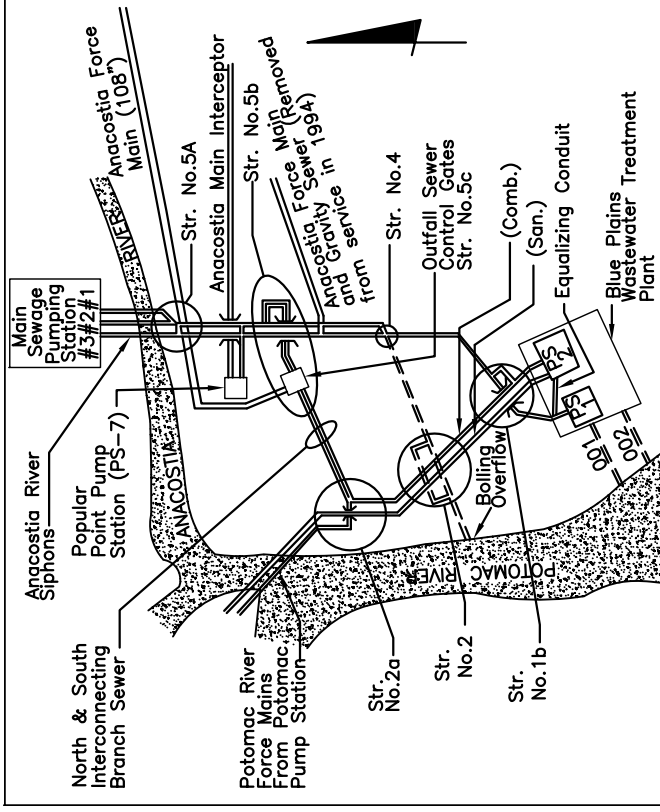 Main
Sewage
Pumping
Station
#3#2#1
Anacostia River
Siphons
RIVER
ANACOSTIA
Anacostia Force
Main (108")
Str. No.5A
Anacostia Main Interceptor
Str. No.5b
Anacostia Force Main
and Gravity Sewer (Removed
from service in 1994)
Str. No.4
Outfall Sewer
Control Gates
Str. No.5c
(Comb.)
(San.)
Equalizing Conduit
Blue Plains
Wastewater Treatment
Plant
Popular
Point Pump
Station (PS-7)
North & South
Interconnecting
Branch Sewer
Potomac River
Force Mains
From Potomac
Pump Station
Str.
No.2a
Str.
No.2
Str.
No.1b
Bolling
Overflow
POTOMAC
RIVER
PS
1
PS
2
001
002